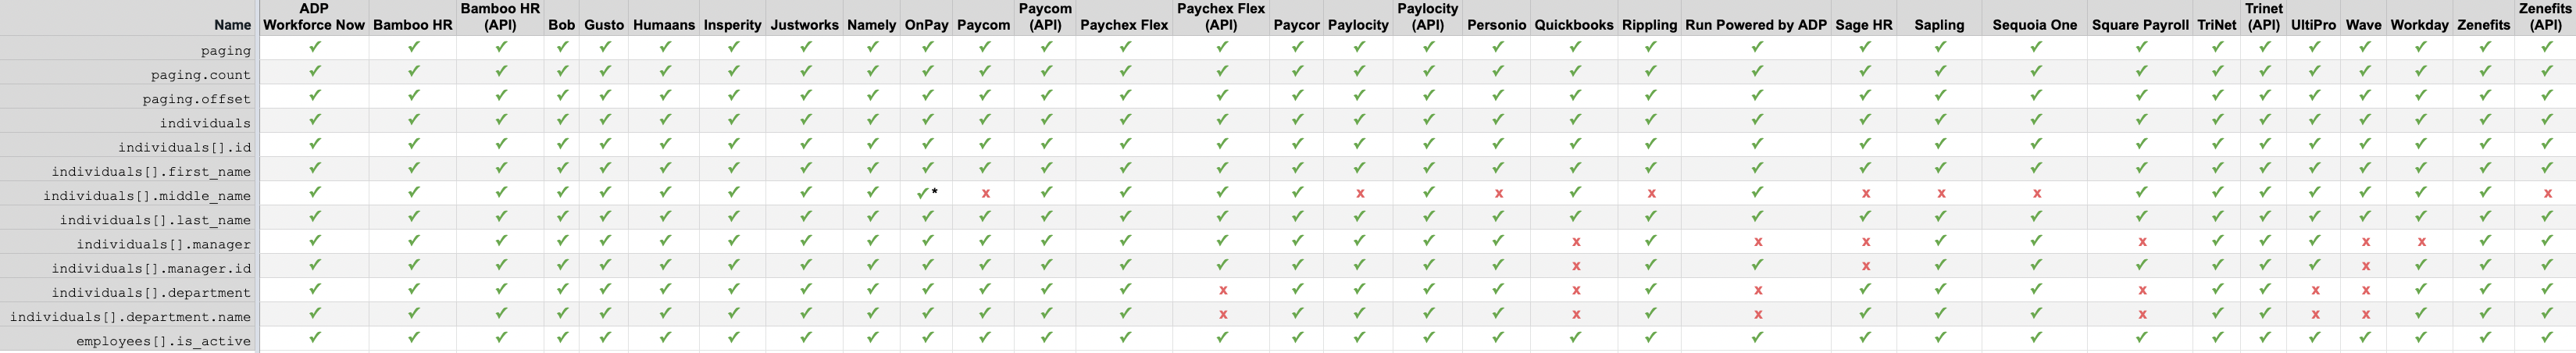 ADP Bamboo HR Paycom Paychex Flex Paylocity Trinet Zenefits
Name Workforce Now Bamboo HR (API) Bob Gusto Humaans Insperity Justworks Namely OnPay Paycom (API) Paychex Flex (API) Paycor Paylocity (API) Personio Quickbooks Rippling Run Powered by ADP Sage HR Sapling Sequoia One Square Payroll TriNet (API) UltiPro Wave Workday Zenefits (API)
paging ✓ ✓ ✓ ✓ ✓ ✓ ✓ ✓ ✓ ✓ ✓ ✓ ✓ ✓ ✓ ✓ ✓ ✓ ✓ ✓ ✓ ✓ ✓ ✓ ✓ ✓ ✓ ✓ ✓ ✓ ✓ ✓
paging.count ✓ ✓ ✓ ✓ ✓ ✓ ✓ ✓ ✓ ✓ ✓ ✓ ✓ ✓ ✓ ✓ ✓ ✓ ✓ ✓ ✓ ✓ ✓ ✓ ✓ ✓ ✓ ✓ ✓ ✓ ✓ ✓
paging.offset ✓ ✓ ✓ ✓ ✓ ✓ ✓ ✓ ✓ ✓ ✓ ✓ ✓ ✓ ✓ ✓ ✓ ✓ ✓ ✓ ✓ ✓ ✓ ✓ ✓ ✓ ✓ ✓ ✓ ✓ ✓ ✓
individuals ✓ ✓ ✓ ✓ ✓ ✓ ✓ ✓ ✓ ✓ ✓ ✓ ✓ ✓ ✓ ✓ ✓ ✓ ✓ ✓ ✓ ✓ ✓ ✓ ✓ ✓ ✓ ✓ ✓ ✓ ✓ ✓
individuals[].id ✓ ✓ ✓ ✓ ✓ ✓ ✓ ✓ ✓ ✓ ✓ ✓ ✓ ✓ ✓ ✓ ✓ ✓ ✓ ✓ ✓ ✓ ✓ ✓ ✓ ✓ ✓ ✓ ✓ ✓ ✓ ✓
individuals[].first_name ✓ ✓ ✓ ✓ ✓ ✓ ✓ ✓ ✓ ✓ ✓ ✓ ✓ ✓ ✓ ✓ ✓ ✓ ✓ ✓ ✓ ✓ ✓ ✓ ✓ ✓ ✓ ✓ ✓ ✓ ✓ ✓
individuals[].middle_name ✓ ✓ ✓ ✓ ✓ ✓ ✓ ✓ ✓ ✓* x ✓ ✓ ✓ ✓ x ✓ x ✓ x ✓ x x x ✓ ✓ ✓ ✓ ✓ ✓ ✓ x
individuals[].last_name ✓ ✓ ✓ ✓ ✓ ✓ ✓ ✓ ✓ ✓ ✓ ✓ ✓ ✓ ✓ ✓ ✓ ✓ ✓ ✓ ✓ ✓ ✓ ✓ ✓ ✓ ✓ ✓ ✓ ✓ ✓ ✓
individuals[].manager ✓ ✓ ✓ ✓ ✓ ✓ ✓ ✓ ✓ ✓ ✓ ✓ ✓ ✓ ✓ ✓ ✓ ✓ x ✓ x x ✓ ✓ x ✓ ✓ ✓ x x ✓ ✓
individuals[].manager.id ✓ ✓ ✓ ✓ ✓ ✓ ✓ ✓ ✓ ✓ ✓ ✓ ✓ ✓ ✓ ✓ ✓ ✓ x ✓ ✓ x ✓ ✓ ✓ ✓ ✓ ✓ x ✓ ✓ ✓
individuals[].department ✓ ✓ ✓ ✓ ✓ ✓ ✓ ✓ ✓ ✓ ✓ ✓ ✓ x ✓ ✓ ✓ ✓ x ✓ x ✓ ✓ ✓ x ✓ ✓ x x ✓ ✓ ✓
individuals[].department.name ✓ ✓ ✓ ✓ ✓ ✓ ✓ ✓ ✓ ✓ ✓ ✓ ✓ x ✓ ✓ ✓ ✓ x ✓ x ✓ ✓ ✓ x ✓ ✓ x x ✓ ✓ ✓
employees[].is_active ✓ ✓ ✓ ✓ ✓ ✓ ✓ ✓ ✓ ✓ ✓ ✓ ✓ ✓ ✓ ✓ ✓ ✓ ✓ ✓ ✓ ✓ ✓ ✓ ✓ ✓ ✓ ✓ ✓ ✓ ✓ ✓